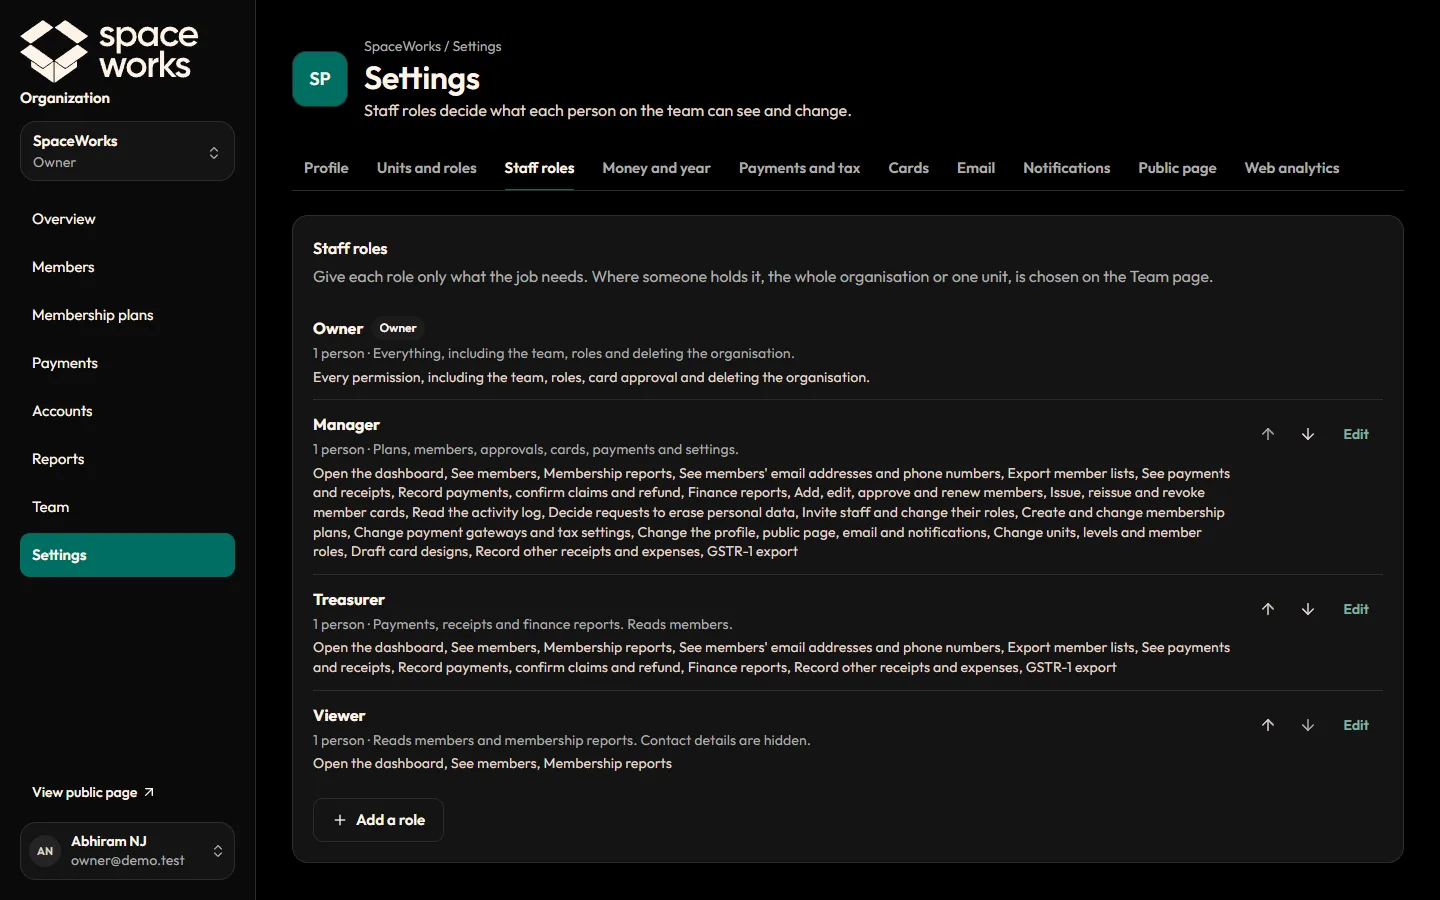 space
works
Organization
SpaceWorks
Owner
Overview
Members
Membership plans
Payments
Accounts
Reports
Team
Settings
View public page
AN
Abhiram NJ
owner@demo.test
SP
SpaceWorks / Settings
Settings
Staff roles decide what each person on the team can see and change.
Profile Units and roles Staff roles Money and year Payments and tax Cards Email Notifications Public page Web analytics
Staff roles
Give each role only what the job needs. Where someone holds it, the whole organisation or one unit, is chosen on the Team page.
Owner Owner
1 person · Everything, including the team, roles and deleting the organisation.
Every permission, including the team, roles, card approval and deleting the organisation.
Manager
Edit
1 person · Plans, members, approvals, cards, payments and settings.
Open the dashboard, See members, Membership reports, See members' email addresses and phone numbers, Export member lists, See payments
and receipts, Record payments, confirm claims and refund, Finance reports, Add, edit, approve and renew members, Issue, reissue and revoke
member cards, Read the activity log, Decide requests to erase personal data, Invite staff and change their roles, Create and change membership
plans, Change payment gateways and tax settings, Change the profile, public page, email and notifications, Change units, levels and member
roles, Draft card designs, Record other receipts and expenses, GSTR-1 export
Treasurer
Edit
1 person · Payments, receipts and finance reports. Reads members.
Open the dashboard, See members, Membership reports, See members' email addresses and phone numbers, Export member lists, See payments
and receipts, Record payments, confirm claims and refund, Finance reports, Record other receipts and expenses, GSTR-1 export
Viewer
Edit
1 person · Reads members and membership reports. Contact details are hidden.
Open the dashboard, See members, Membership reports
Add a role